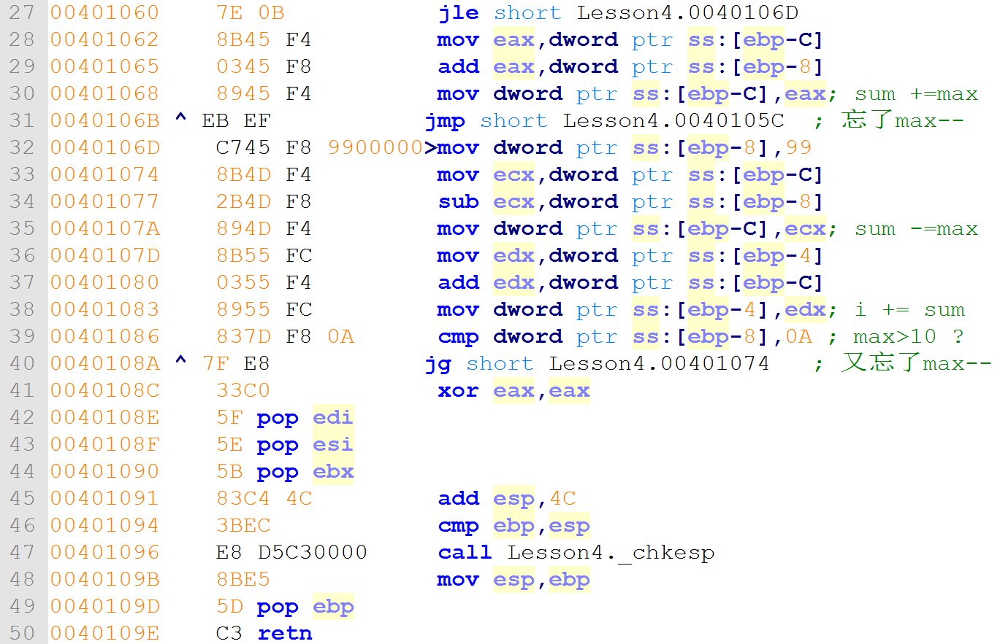 27 00401060 7E 0B jle short Lesson4.0040106D
28 00401062 8B45 F4 mov eax,dword ptr ss:[ebp-C]
29 00401065 0345 F8 add eax,dword ptr ss:[ebp-8]
30 00401068 8945 F4 mov dword ptr ss:[ebp-C],eax; sum +=max
31 0040106B ^ EB EF jmp short Lesson4.0040105C ; 忘了max--
32 0040106D C745 F8 9900000>mov dword ptr ss:[ebp-8],99
33 00401074 8B4D F4 mov ecx,dword ptr ss:[ebp-C]
34 00401077 2B4D F8 sub ecx,dword ptr ss:[ebp-8]
35 0040107A 894D F4 mov dword ptr ss:[ebp-C],ecx; sum -=max
36 0040107D 8B55 FC mov edx,dword ptr ss:[ebp-4]
37 00401080 0355 F4 add edx,dword ptr ss:[ebp-C]
38 00401083 8955 FC mov dword ptr ss:[ebp-4],edx; i += sum
39 00401086 837D F8 0A cmp dword ptr ss:[ebp-8],0A ; max>10 ?
40 0040108A ^ 7F E8 jg short Lesson4.00401074 ; 又忘了max--
41 0040108C 33C0 xor eax,eax
42 0040108E 5F pop edi
43 0040108F 5E pop esi
44 00401090 5B pop ebx
45 00401091 83C4 4C add esp,4C
46 00401094 3BEC cmp ebp,esp
47 00401096 E8 D5C30000 call Lesson4._chkesp
48 0040109B 8BE5 mov esp,ebp
49 0040109D 5D pop ebp
50 0040109E C3 retn